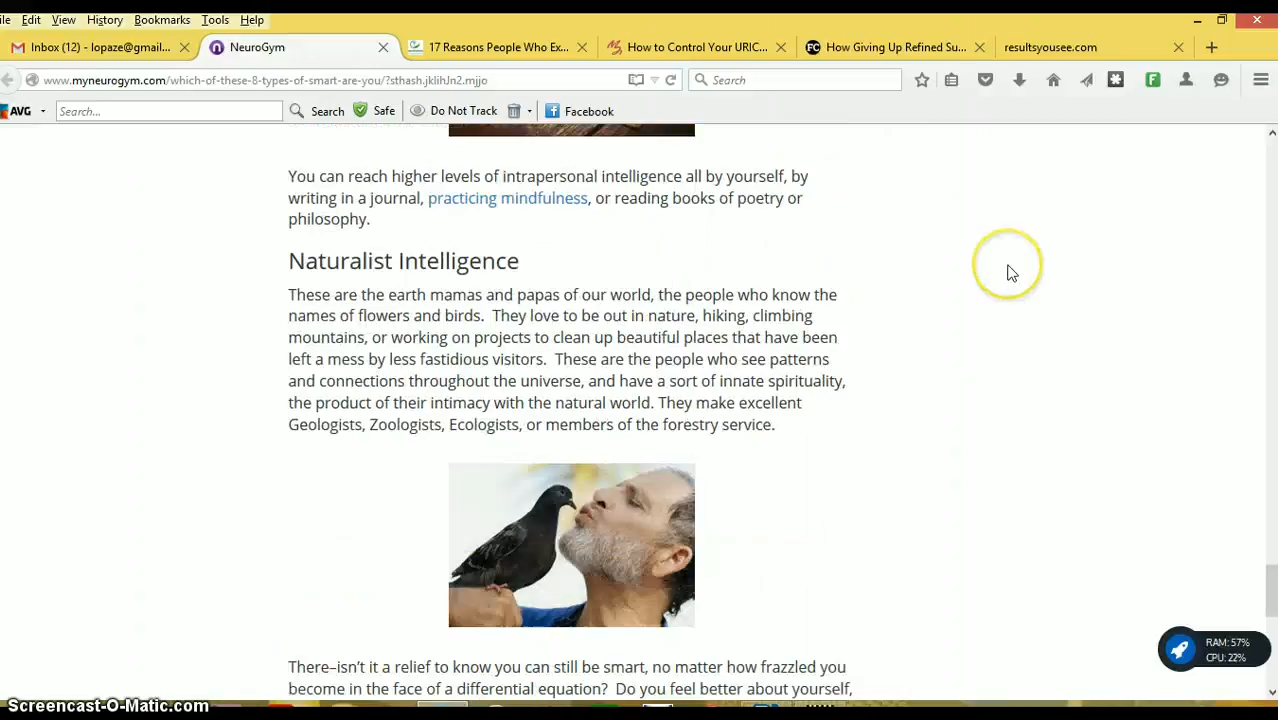 ile Edit View History Bookmarks Tools Help
Inbox (12) - lopaze@gmail... NeuroGym 17 Reasons People Who Ex... How to Control Your URIC... How Giving Up Refined Su... resultsyousee.com
www.myneurogym.com/which-of-these-8-types-of-smart-are-you/?sthash.jklihJn2.mjjo Search
AVG Search... Search Safe Do Not Track Facebook
You can reach higher levels of intrapersonal intelligence all by yourself, by
writing in a journal, practicing mindfulness, or reading books of poetry or
philosophy.
Naturalist Intelligence
These are the earth mamas and papas of our world, the people who know the
names of flowers and birds. They love to be out in nature, hiking, climbing
mountains, or working on projects to clean up beautiful places that have been
left a mess by less fastidious visitors. These are the people who see patterns
and connections throughout the universe, and have a sort of innate spirituality,
the product of their intimacy with the natural world. They make excellent
Geologists, Zoologists, Ecologists, or members of the forestry service.
RAM: 57%
CPU: 22%
There–isn't it a relief to know you can still be smart, no matter how frazzled you
become in the face of a differential equation? Do you feel better about yourself,
Screencast-O-Matic.com